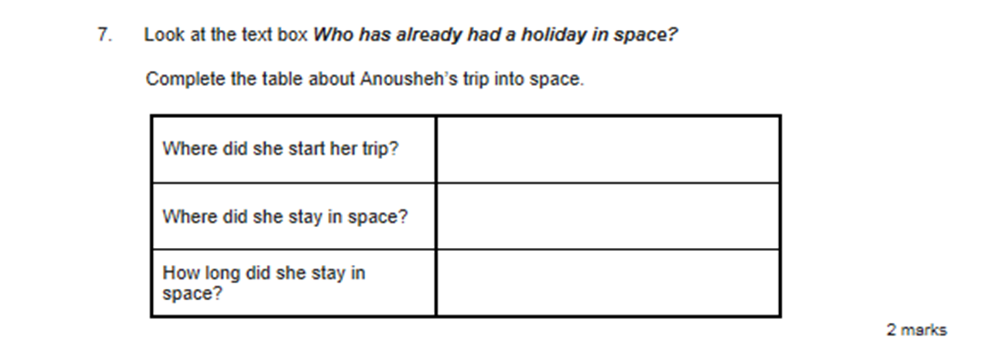 7. Look at the text box Who has already had a holiday in space?
Complete the table about Anousheh's trip into space.
Where did she start her trip?
Where did she stay in space?
How long did she stay in
space?
2 marks